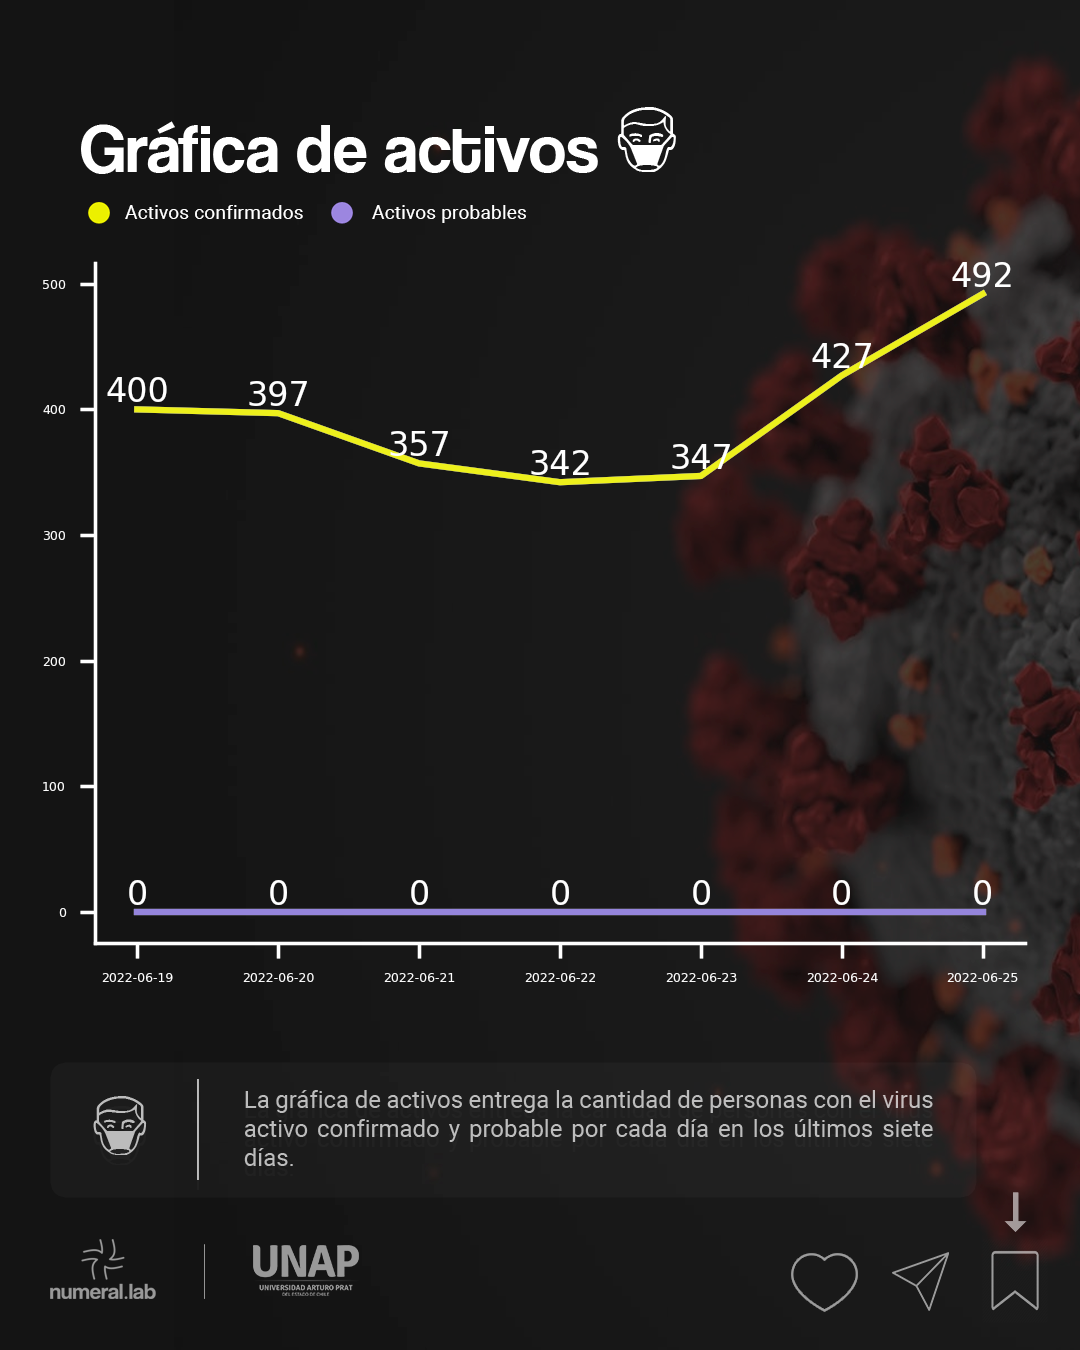 Gráfica de activos
Activos confirmados Activos probables
500
400
300
200
100
0
400 397 357 342 347 427 492
0 0 0 0 0 0 0
2022-06-19 2022-06-20 2022-06-21 2022-06-22 2022-06-23 2022-06-24 2022-06-25
La gráfica de activos entrega la cantidad de personas con el virus
activo confirmado y probable por cada día en los últimos siete
días.
numeral.lab
UNAP
UNIVERSIDAD ARTURO PRAT
DEL ESTADO DE CHILE